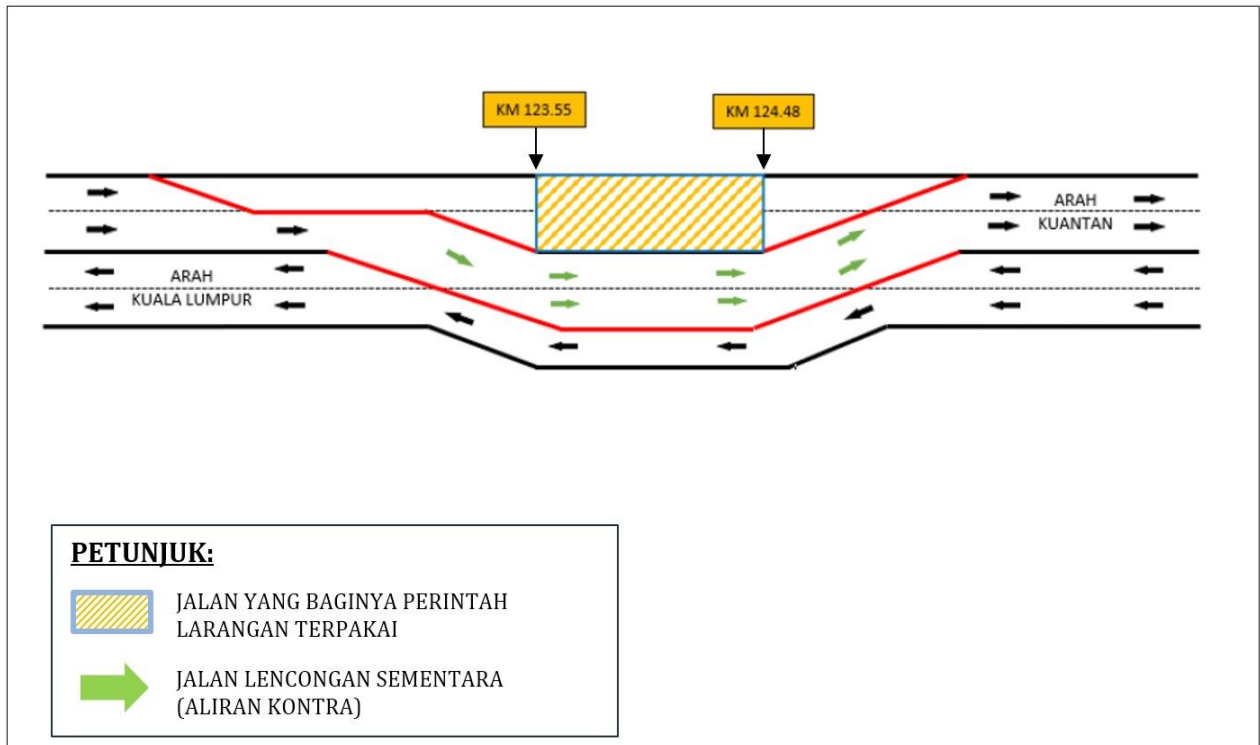 KM 123.55
KM 124.48
ARAH
KUANTAN
ARAH
KUALA LUMPUR
PETUNJUK:
JALAN YANG BAGINYA PERINTAH
LARANGAN TERPAKAI
JALAN LENCONGAN SEMENTARA
(ALIRAN KONTRA)